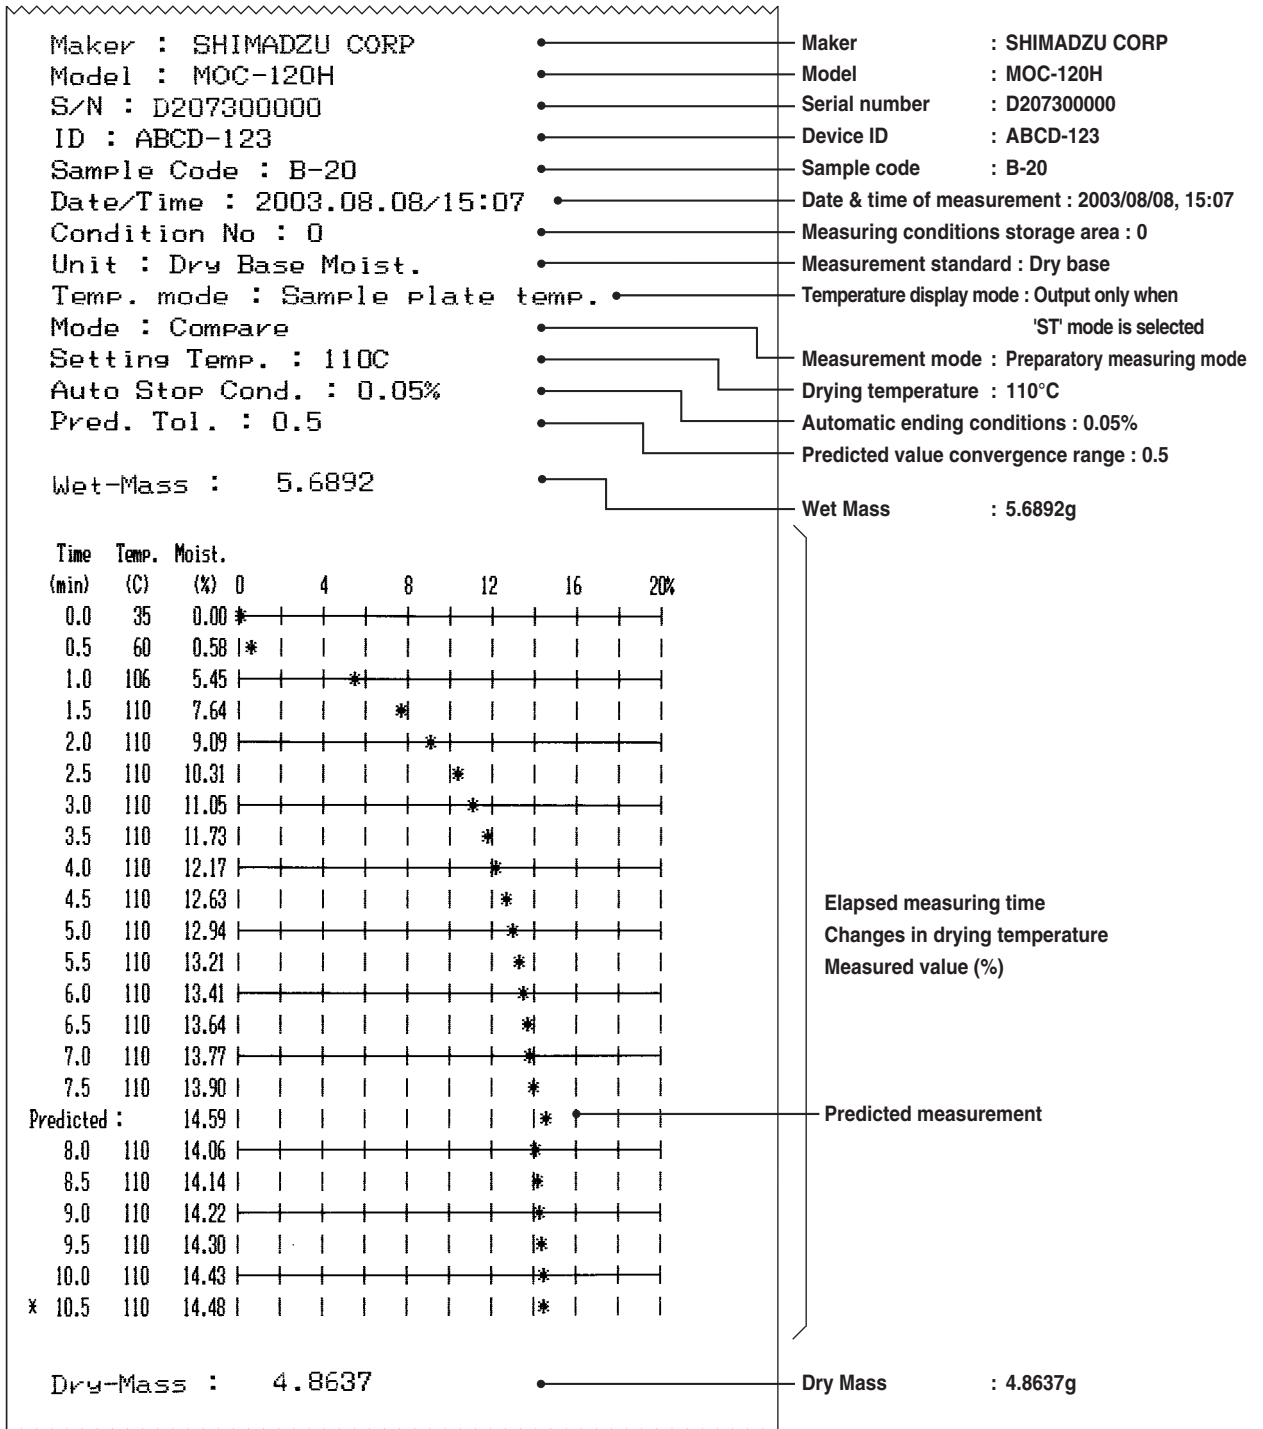 Maker : SHIMADZU CORP
Model : MOC-120H
S/N : D207300000
ID : ABCD-123
Sample Code : B-20
Date/Time : 2003.08.08/15:07
Condition No : 0
Unit : Dry Base Moist.
Temp. mode : Sample plate temp.
Mode : Compare
Setting Temp. : 110C
Auto Stop Cond. : 0.05%
Pred. Tol. : 0.5
Wet-Mass : 5.6892
Time Temp. Moist.
(min) (C) (%) 0 4 8 12 16 20%
0.0 35 0.00
0.5 60 0.58
1.0 106 5.45
1.5 110 7.64
2.0 110 9.09
2.5 110 10.31
3.0 110 11.05
3.5 110 11.73
4.0 110 12.17
4.5 110 12.63
5.0 110 12.94
5.5 110 13.21
6.0 110 13.41
6.5 110 13.64
7.0 110 13.77
7.5 110 13.90
Predicted : 14.59
8.0 110 14.06
8.5 110 14.14
9.0 110 14.22
9.5 110 14.30
10.0 110 14.43
* 10.5 110 14.48
Dry-Mass : 4.8637
Maker : SHIMADZU CORP
Model : MOC-120H
Serial number : D207300000
Device ID : ABCD-123
Sample code : B-20
Date & time of measurement : 2003/08/08, 15:07
Measuring conditions storage area : 0
Measurement standard : Dry base
Temperature display mode : Output only when
'ST' mode is selected
Measurement mode : Preparatory measuring mode
Drying temperature : 110°C
Automatic ending conditions : 0.05%
Predicted value convergence range : 0.5
Wet Mass : 5.6892g
Elapsed measuring time
Changes in drying temperature
Measured value (%)
Predicted measurement
Dry Mass : 4.8637g